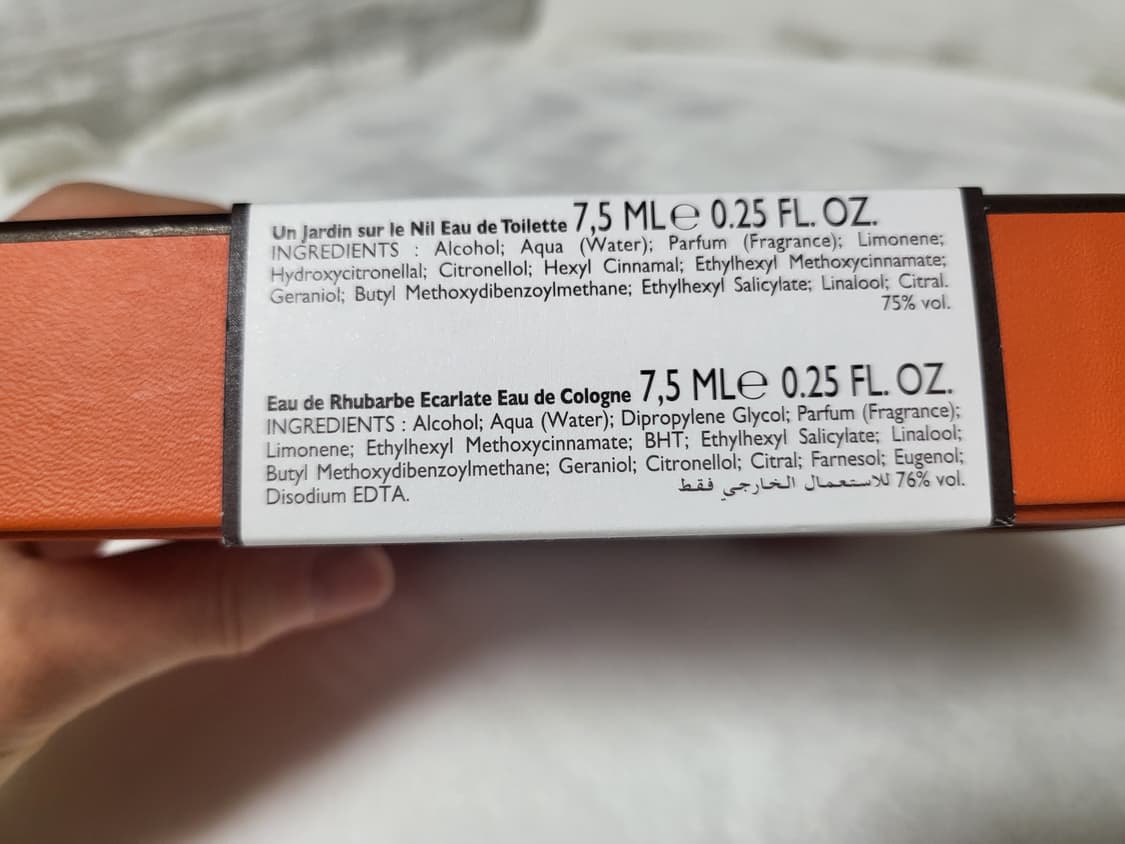 Un Jardin sur le Nil Eau de Toilette 7,5 ML℮ 0.25 FL. OZ.
INGREDIENTS : Alcohol; Aqua (Water); Parfum (Fragrance); Limonene;
Hydroxycitronellal; Citronellol; Hexyl Cinnamal; Ethylhexyl Methoxycinnamate;
Geraniol; Butyl Methoxydibenzoylmethane; Ethylhexyl Salicylate; Linalool; Citral.
75% vol.
Eau de Rhubarbe Ecarlate Eau de Cologne 7,5 ML℮ 0.25 FL. OZ.
INGREDIENTS : Alcohol; Aqua (Water); Dipropylene Glycol; Parfum (Fragrance);
Limonene; Ethylhexyl Methoxycinnamate; BHT; Ethylhexyl Salicylate; Linalool;
Butyl Methoxydibenzoylmethane; Geraniol; Citronellol; Citral; Farnesol; Eugenol;
Disodium EDTA. للاستعمال الخارجي فقط 76% vol.